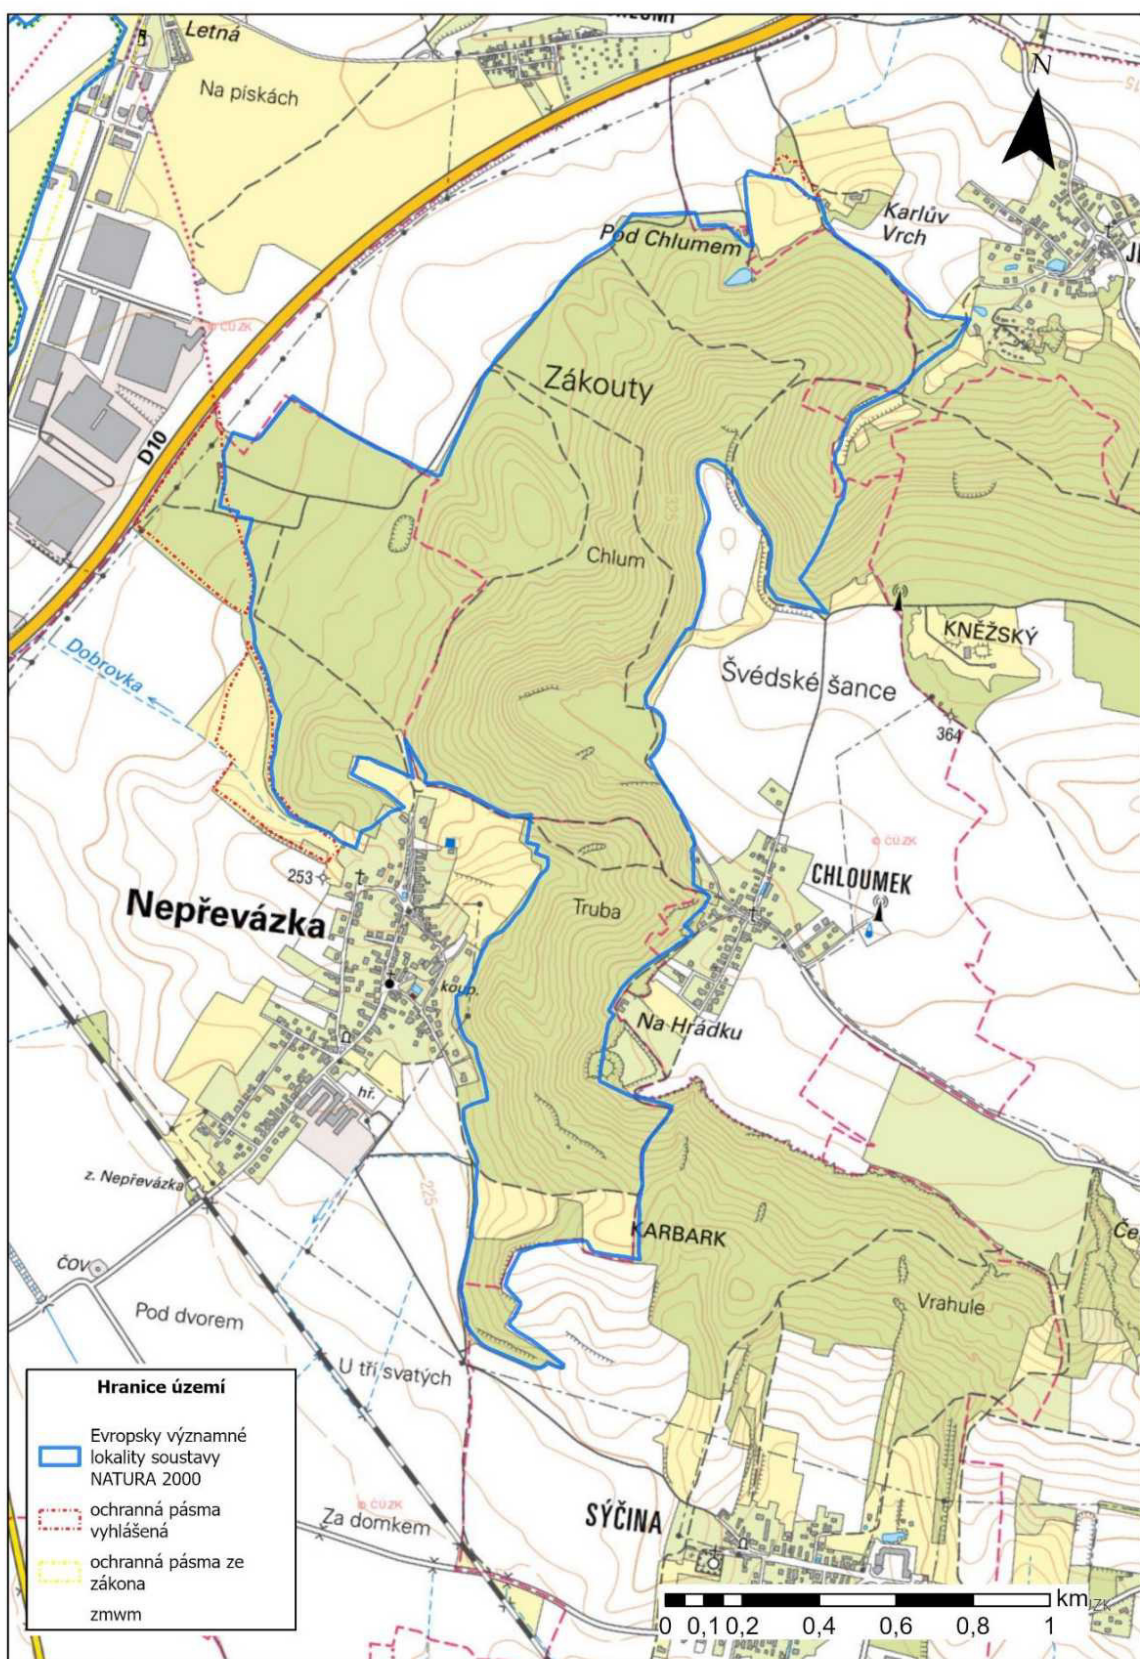 Letná
Na pískách
N
Karlův
Vrch
Pod Chlumem
© ČÚZK
Zákouty
D10
Chlum
KNĚŽSKÝ
Dobrovka
Švédské šance
364
© ČÚZK
CHLOUMEK
253
Nepřevázka
Truba
koup.
Na Hrádku
hř.
z. Nepřevázka
225
KARBARK
ČOV
Vrahule
Pod dvorem
U tří svatých
Hranice území
Evropsky významné
lokality soustavy
NATURA 2000
ochranná pásma
vyhlášená
ochranná pásma ze
zákona
zmwm
© ČÚZK
Za domkem
SÝČINA
km
0 0,1 0,2 0,4 0,6 0,8 1